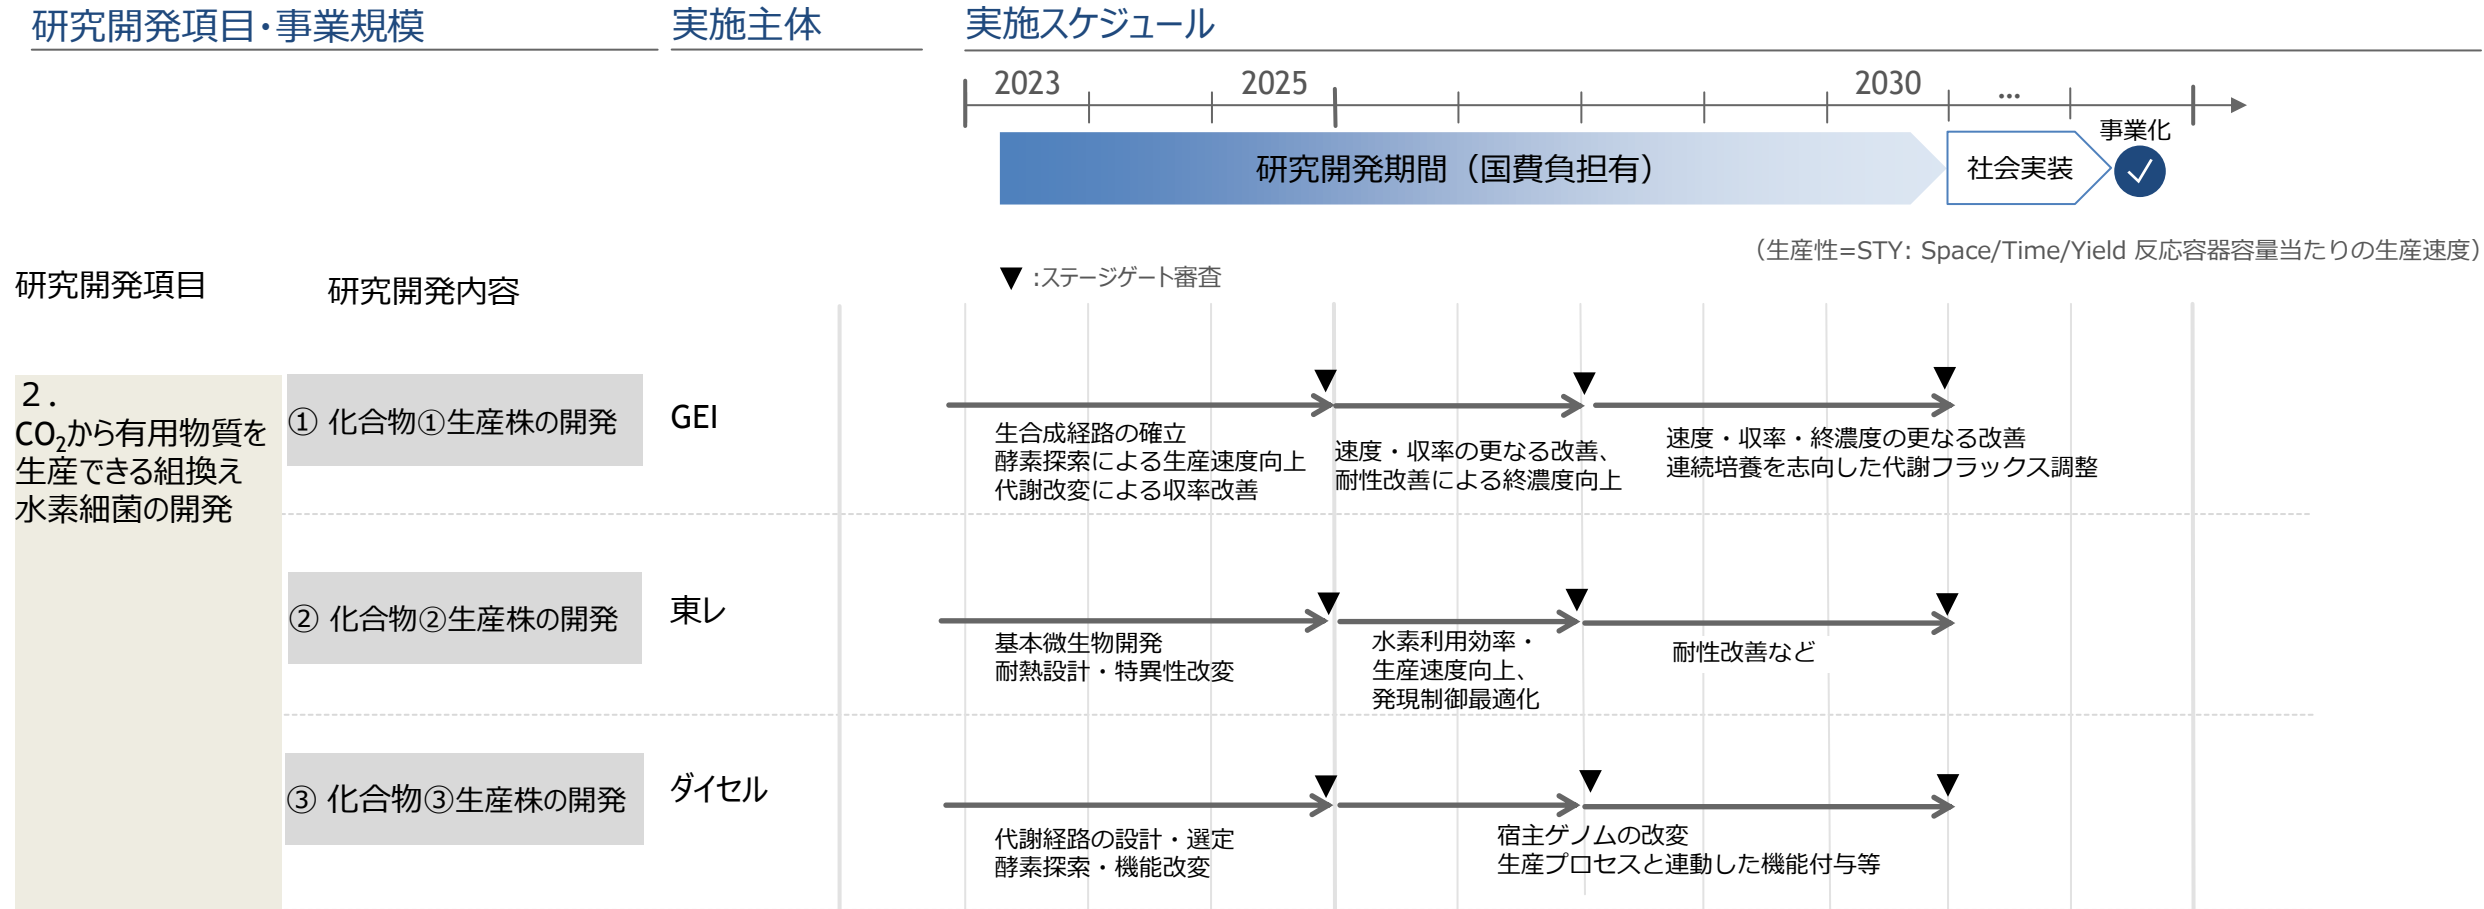 研究開発項目・事業規模
実施主体
実施スケジュール
2023
2025
2030
...
事業化
研究開発期間（国費負担有）
社会実装
（生産性=STY: Space/Time/Yield 反応容器容量当たりの生産速度）
研究開発項目
研究開発内容
▼ :ステージゲート審査
２.
CO₂から有用物質を
生産できる組換え
水素細菌の開発
① 化合物①生産株の開発
GEI
生合成経路の確立
酵素探索による生産速度向上
代謝改変による収率改善
速度・収率の更なる改善、
耐性改善による終濃度向上
速度・収率・終濃度の更なる改善
連続培養を志向した代謝フラックス調整
② 化合物②生産株の開発
東レ
基本微生物開発
耐熱設計・特異性改変
水素利用効率・
生産速度向上、
発現制御最適化
耐性改善など
③ 化合物③生産株の開発
ダイセル
代謝経路の設計・選定
酵素探索・機能改変
宿主ゲノムの改変
生産プロセスと連動した機能付与等